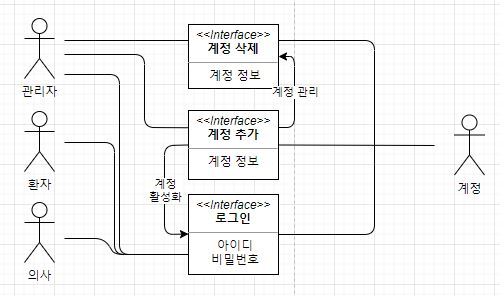 <<Interface>>
계정 삭제
계정 정보
관리자
계정 관리
<<Interface>>
계정 추가
계정 정보
환자
계정
계정
활성화
<<Interface>>
로그인
아이디
비밀번호
의사